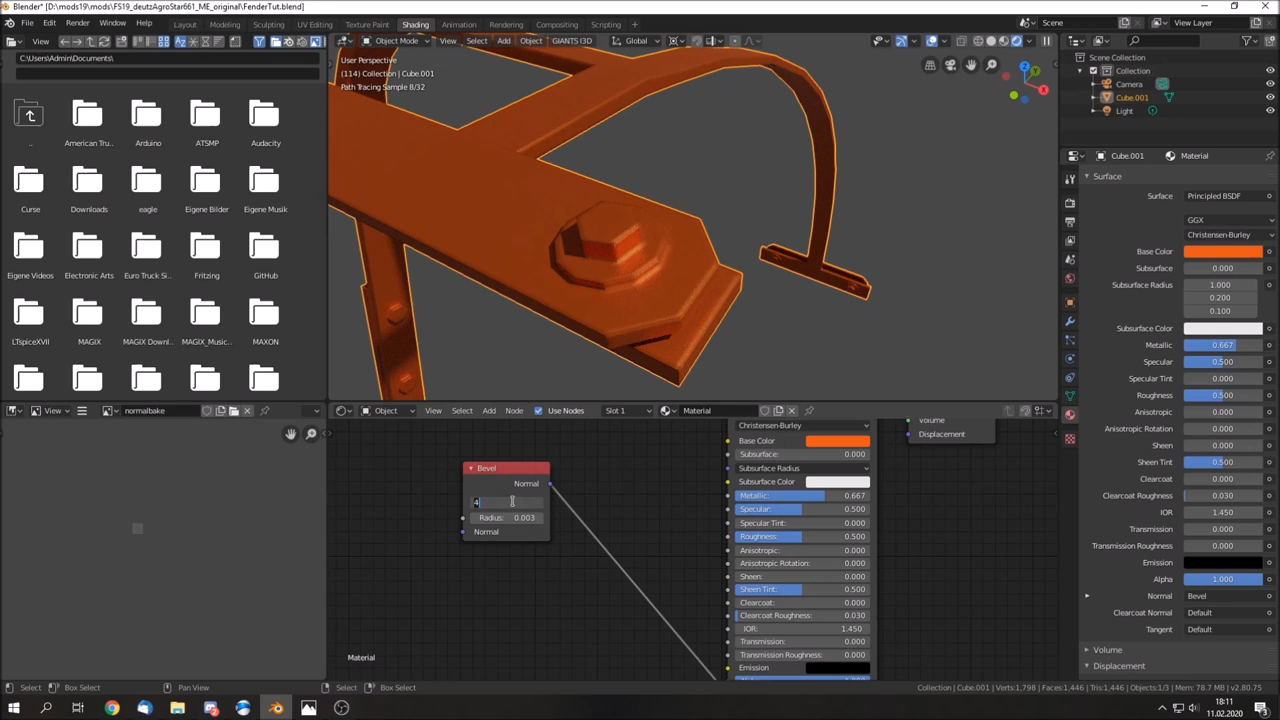 Blender* [D:\mods19\mods\FS19_deutzAgroStar661_ME_original\FenderTut.blend]
File Edit Render Window Help Layout Modeling Sculpting UV Editing Texture Paint Shading Animation Rendering Compositing Scripting Scene View Layer
View Object Mode View Select Add Object GIANTS I3D Global
C:\Users\Admin\Documents\
User Perspective
(114) Collection | Cube.001
Path Tracing Sample 8/32
Scene Collection
Collection
Camera
Cube.001
Light
.. American Tru... Arduino ATSMP Audacity
Curse Downloads eagle Eigene Bilder Eigene Musik
Eigene Videos Electronic Arts Euro Truck Si... Fritzing GitHub
LTspiceXVII MAGIX MAGIX Downl... MAGIX_Music... MAXON
Cube.001 Material
Surface
Surface Principled BSDF
GGX
Christensen-Burley
Base Color
Subsurface 0.000
Subsurface Radius 1.000
0.200
0.100
Subsurface Color
Metallic 0.667
Specular 0.500
Specular Tint 0.000
Roughness 0.500
Anisotropic 0.000
Anisotropic Rotation 0.000
Sheen 0.000
Sheen Tint 0.500
Clearcoat 0.000
Clearcoat Roughness 0.030
IOR 1.450
Transmission 0.000
Transmission Roughness 0.000
Emission
Alpha 1.000
Normal Bevel
Clearcoat Normal Default
Tangent Default
Volume
Displacement
View normalbake Object View Select Add Node Use Nodes Slot 1 Material
Bevel
Normal
4
Radius: 0.003
Normal
Christensen-Burley
Base Color
Subsurface: 0.000
Subsurface Radius
Subsurface Color
Metallic: 0.667
Specular: 0.500
Specular Tint: 0.000
Roughness: 0.500
Anisotropic: 0.000
Anisotropic Rotation: 0.000
Sheen: 0.000
Sheen Tint: 0.500
Clearcoat: 0.000
Clearcoat Roughness: 0.030
IOR: 1.450
Transmission: 0.000
Transmission Roughness: 0.000
Emission
Volume
Displacement
Material
Select Box Select Pan View Select Box Select Collection | Cube.001 | Verts:1,798 | Faces:1,446 | Tris:1,446 | Objects:1/3 | Mem: 78.7 MB | v2.80.75
18:11
11.02.2020
3